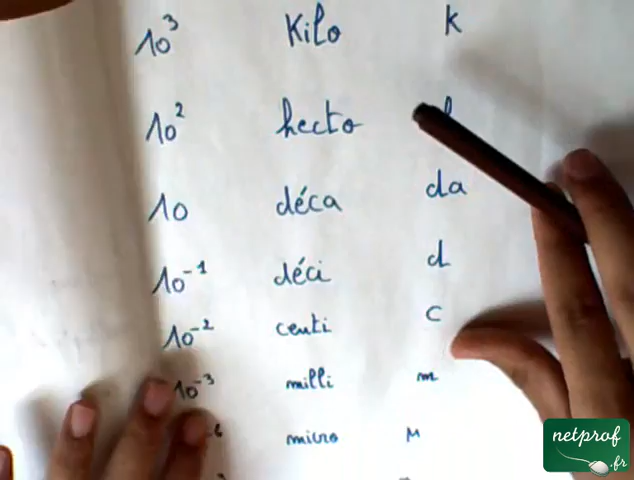 10³ Kilo k
10² hecto
10 déca da
10⁻¹ déci d
10⁻² centi c
10⁻³ milli m
micro μ
netprof
.fr